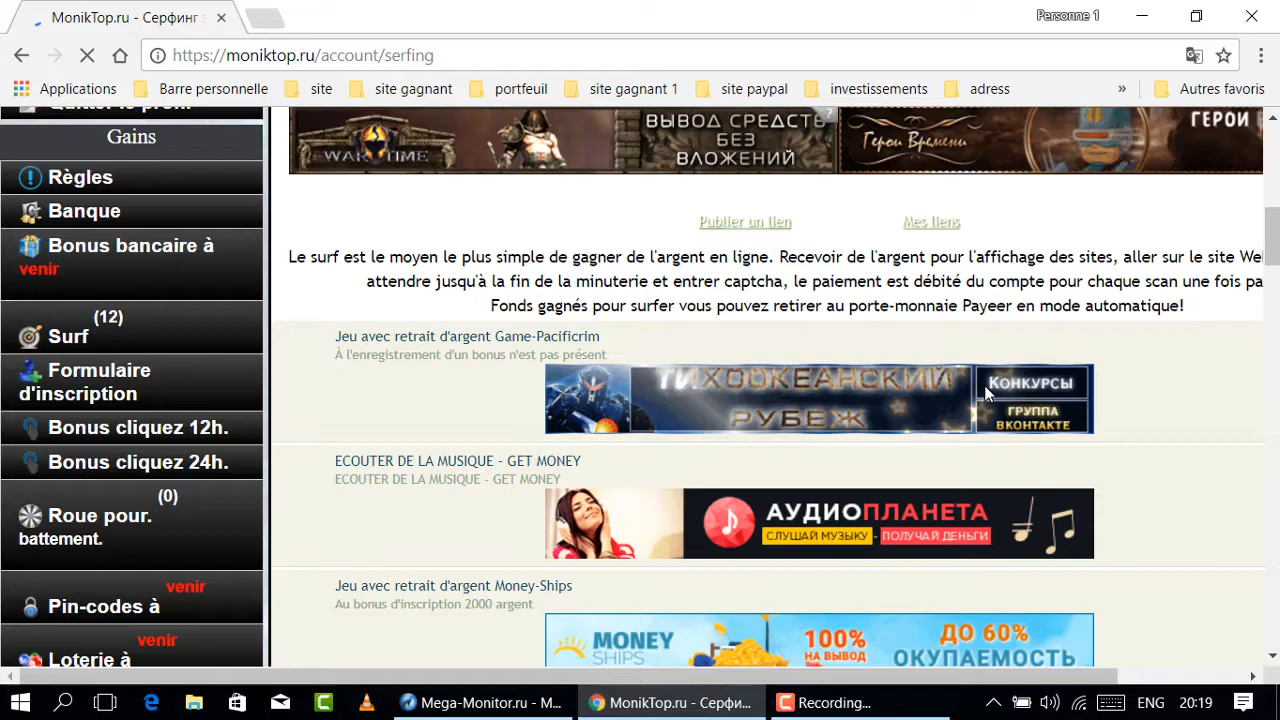 MonikTop.ru - Серфинг
Personne 1
https://moniktop.ru/account/serfing
Applications
Barre personnelle
site
site gagnant
portfeuil
site gagnant 1
site paypal
investissements
adress
»
Autres favoris
Gains
Règles
Banque
Bonus bancaire à
venir
(12)
Surf
Formulaire
d'inscription
Bonus cliquez 12h.
Bonus cliquez 24h.
(0)
Roue pour.
battement.
venir
Pin-codes à
venir
Loterie à
WAR TIME
ВЫВОД СРЕДСТВ
БЕЗ
ВЛОЖЕНИЙ
?
Герои Времени
ГЕРОИ
Publier un lien
Mes liens
Le surf est le moyen le plus simple de gagner de l'argent en ligne. Recevoir de l'argent pour l'affichage des sites, aller sur le site We
attendre jusqu'à la fin de la minuterie et entrer captcha, le paiement est débité du compte pour chaque scan une fois pa
Fonds gagnés pour surfer vous pouvez retirer au porte-monnaie Payeer en mode automatique!
Jeu avec retrait d'argent Game-Pacificrim
À l'enregistrement d'un bonus n'est pas présent
ТИХООКЕАНСКИЙ
РУБЕЖ
КОНКУРСЫ
ГРУППА
ВКОНТАКТЕ
ECOUTER DE LA MUSIQUE - GET MONEY
ECOUTER DE LA MUSIQUE - GET MONEY
АУДИОПЛАНЕТА
СЛУШАЙ МУЗЫКУ - ПОЛУЧАЙ ДЕНЬГИ
Jeu avec retrait d'argent Money-Ships
Au bonus d'inscription 2000 argent
MONEY
SHIPS
100%
НА ВЫВОД
ДО 60%
ОКУПАЕМОСТЬ
Mega-Monitor.ru - M...
MonikTop.ru - Серфи...
Recording...
ENG
20:19